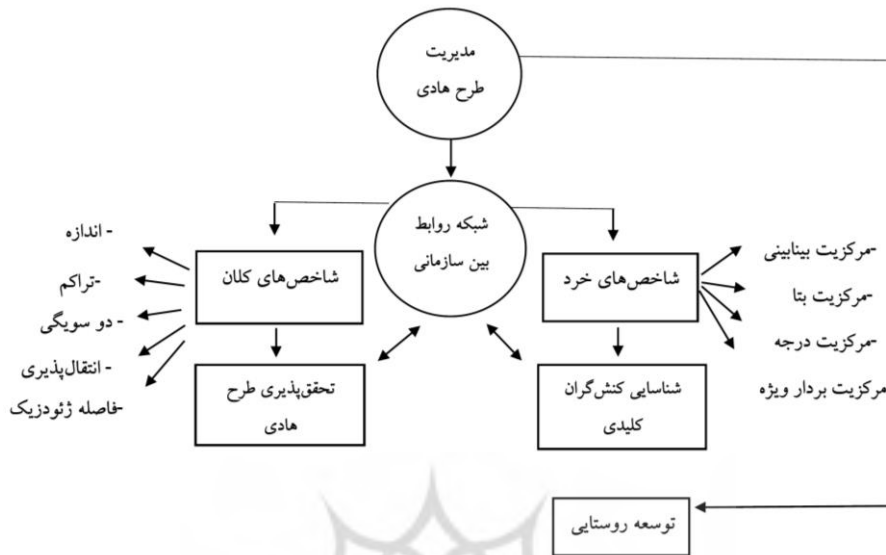 مدیریت
طرح هادی
شبکه روابط
بین سازمانی
شاخص‌های خرد
-مرکزیت بینابینی
-مرکزیت بتا
-مرکزیت درجه
مرکزیت بردار ویژه
شاخص‌های کلان
- اندازه
-تراکم
- دو سویگی
- انتقال‌پذیری
-فاصله ژئودزیک
شناسایی کنش‌گران
کلیدی
تحقق‌پذیری طرح
هادی
توسعه روستایی